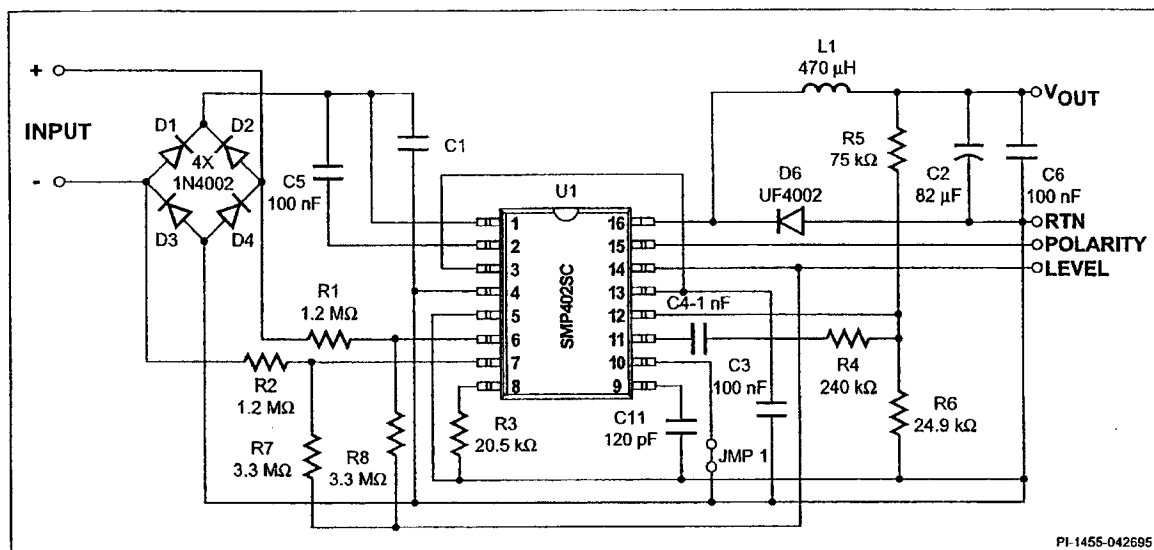 L1
470 µH
+
VOUT
INPUT
D1
D2
4X
1N4002
-
D3
D4
C5
100 nF
C1
U1
SMP402SC
1
2
3
4
5
6
7
8
16
15
14
13
12
11
10
9
D6
UF4002
R5
75 kΩ
C2
82 µF
C6
100 nF
RTN
POLARITY
LEVEL
R1
1.2 MΩ
R2
1.2 MΩ
R7
3.3 MΩ
R8
3.3 MΩ
R3
20.5 kΩ
C4-1 nF
C3
100 nF
R4
240 kΩ
C11
120 pF
JMP 1
R6
24.9 kΩ
PI-1455-042695